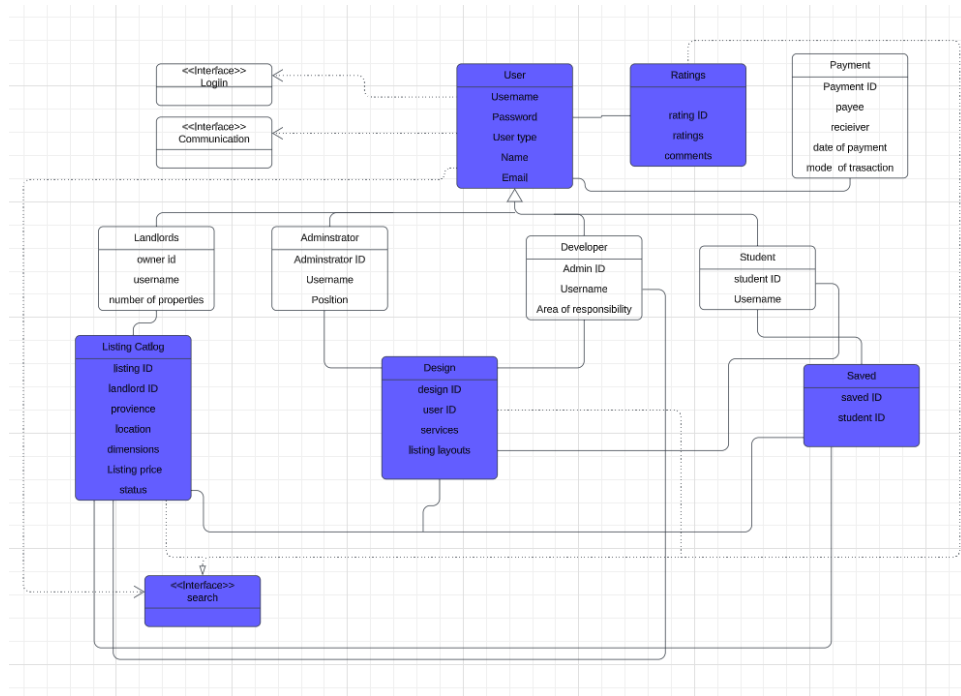 <<Interface>>
LogiIn
<<Interface>>
Communication
User
Username
Password
User type
Name
Email
Ratings
rating ID
ratings
comments
Payment
Payment ID
payee
recieiver
date of payment
mode of trasaction
Landlords
owner id
username
number of properties
Adminstrator
Adminstrator ID
Username
Position
Developer
Admin ID
Username
Area of responsibility
Student
student ID
Username
Listing Catlog
listing ID
landlord ID
provience
location
dimensions
Listing price
status
Design
design ID
user ID
services
listing layouts
Saved
saved ID
student ID
<<Interface>>
search